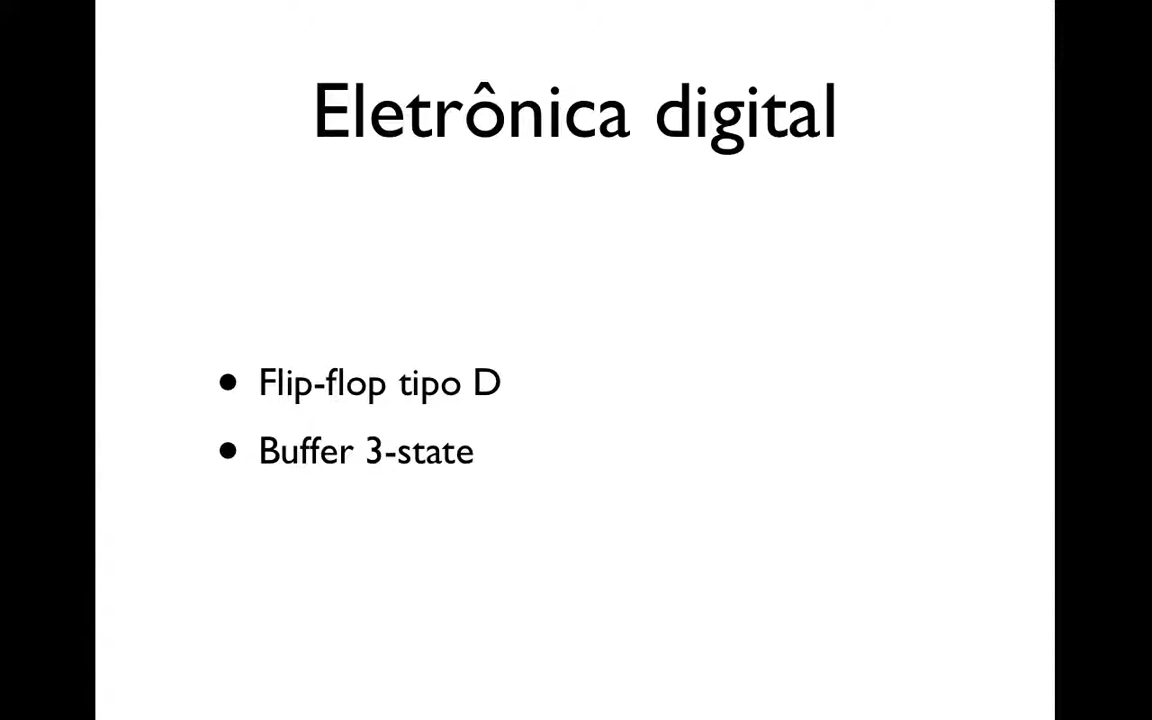 Eletrônica digital
• Flip-flop tipo D
• Buffer 3-state